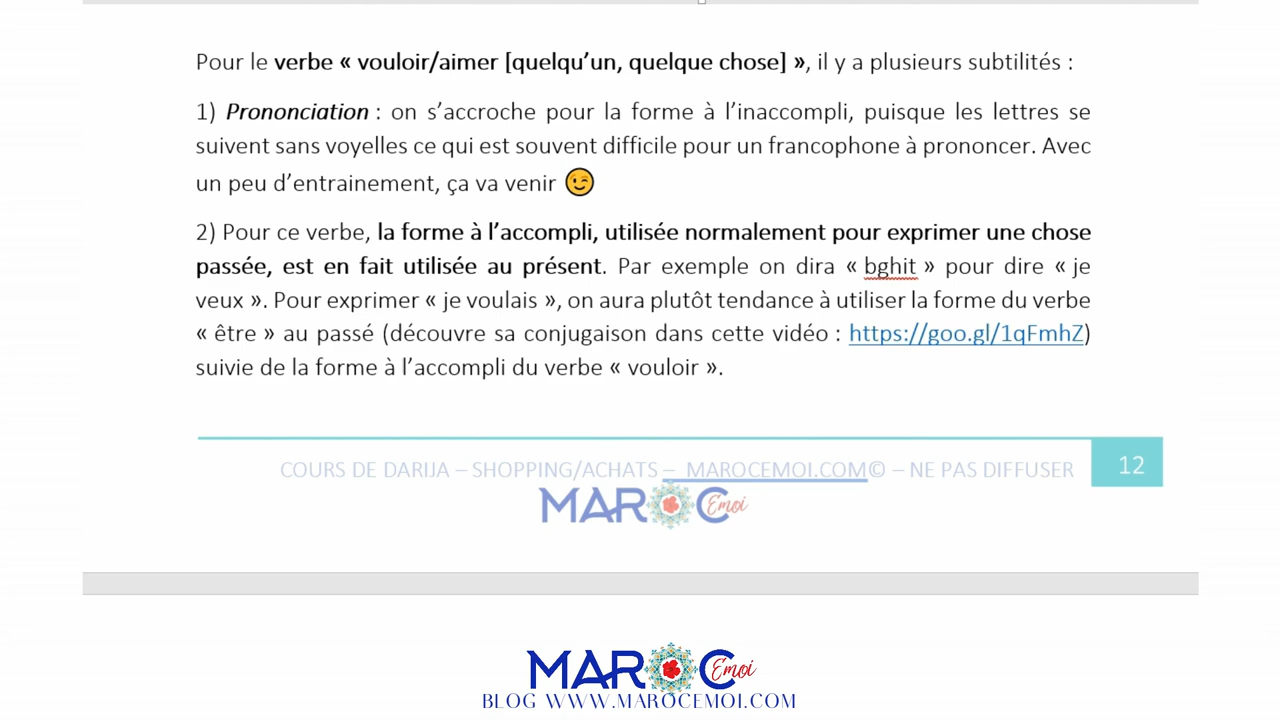 Pour le verbe « vouloir/aimer [quelqu’un, quelque chose] », il y a plusieurs subtilités :
1) Prononciation : on s’accroche pour la forme à l’inaccompli, puisque les lettres se
suivent sans voyelles ce qui est souvent difficile pour un francophone à prononcer. Avec
un peu d’entrainement, ça va venir 😉
2) Pour ce verbe, la forme à l’accompli, utilisée normalement pour exprimer une chose
passée, est en fait utilisée au présent. Par exemple on dira « bghit » pour dire « je
veux ». Pour exprimer « je voulais », on aura plutôt tendance à utiliser la forme du verbe
« être » au passé (découvre sa conjugaison dans cette vidéo : https://goo.gl/1qFmhZ)
suivie de la forme à l’accompli du verbe « vouloir ».
COURS DE DARIJA – SHOPPING/ACHATS – MAROCEMOI.COM© – NE PAS DIFFUSER 12
MAROC Emoi
MAROC Emoi
BLOG WWW.MAROCEMOI.COM